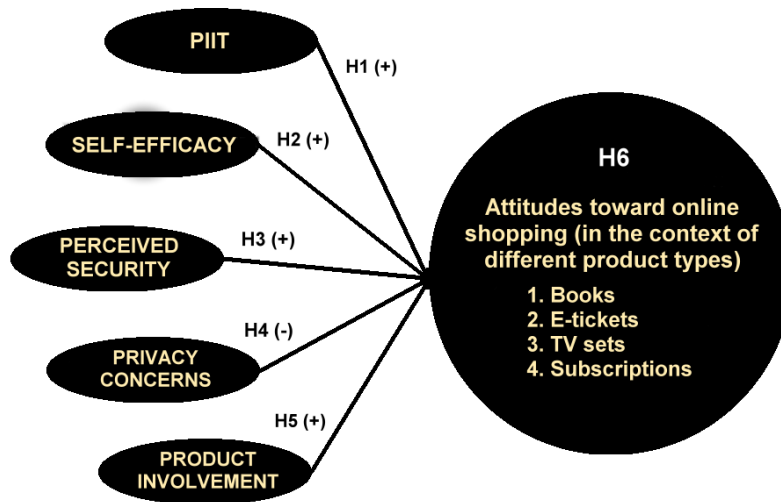 PIIT
H1 (+)
SELF-EFFICACY
H2 (+)
PERCEIVED
SECURITY
H3 (+)
PRIVACY
CONCERNS
H4 (-)
PRODUCT
INVOLVEMENT
H5 (+)
H6
Attitudes toward online
shopping (in the context of
different product types)
1. Books
2. E-tickets
3. TV sets
4. Subscriptions